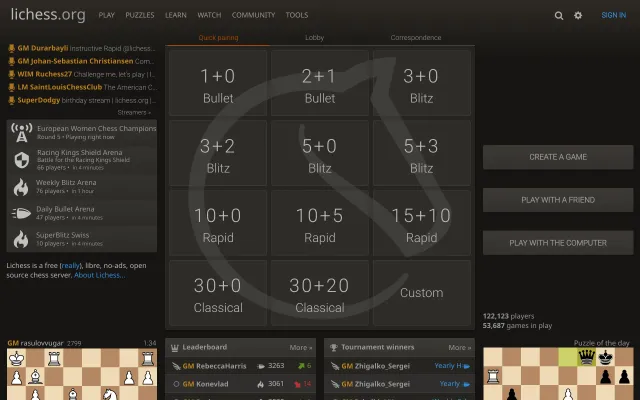 lichess.org PLAY PUZZLES LEARN WATCH COMMUNITY TOOLS SIGN IN
GM Durarbayli instructive Rapid @lichess...
GM Johan-Sebastian Christiansen Com...
WIM Ruchess27 Challenge me, let's play | l...
LM SaintLouisChessClub The American C...
SuperDodgy birthday stream | lichess.org |...
Streamers »
European Women Chess Champions
Round 5 • Playing right now
Racing Kings Shield Arena
Battle for the Racing Kings Shield
66 players • in 4 minutes
Weekly Blitz Arena
76 players • in 1 hour
Daily Bullet Arena
47 players • in 4 minutes
SuperBlitz Swiss
10 players • in 4 minutes
Lichess is a free (really), libre, no-ads, open
source chess server. About Lichess...
Quick pairing Lobby Correspondence
1+0
Bullet
2+1
Bullet
3+0
Blitz
3+2
Blitz
5+0
Blitz
5+3
Blitz
10+0
Rapid
10+5
Rapid
15+10
Rapid
30+0
Classical
30+20
Classical
Custom
CREATE A GAME
PLAY WITH A FRIEND
PLAY WITH THE COMPUTER
122,123 players
53,687 games in play
GM rasulovvugar 2799 1:34
Leaderboard More »
GM RebeccaHarris 3263 6
GM Konevlad 3061 14
Tournament winners More »
GM Zhigalko_Sergei Yearly H
GM Zhigalko_Sergei Yearly
Puzzle of the day